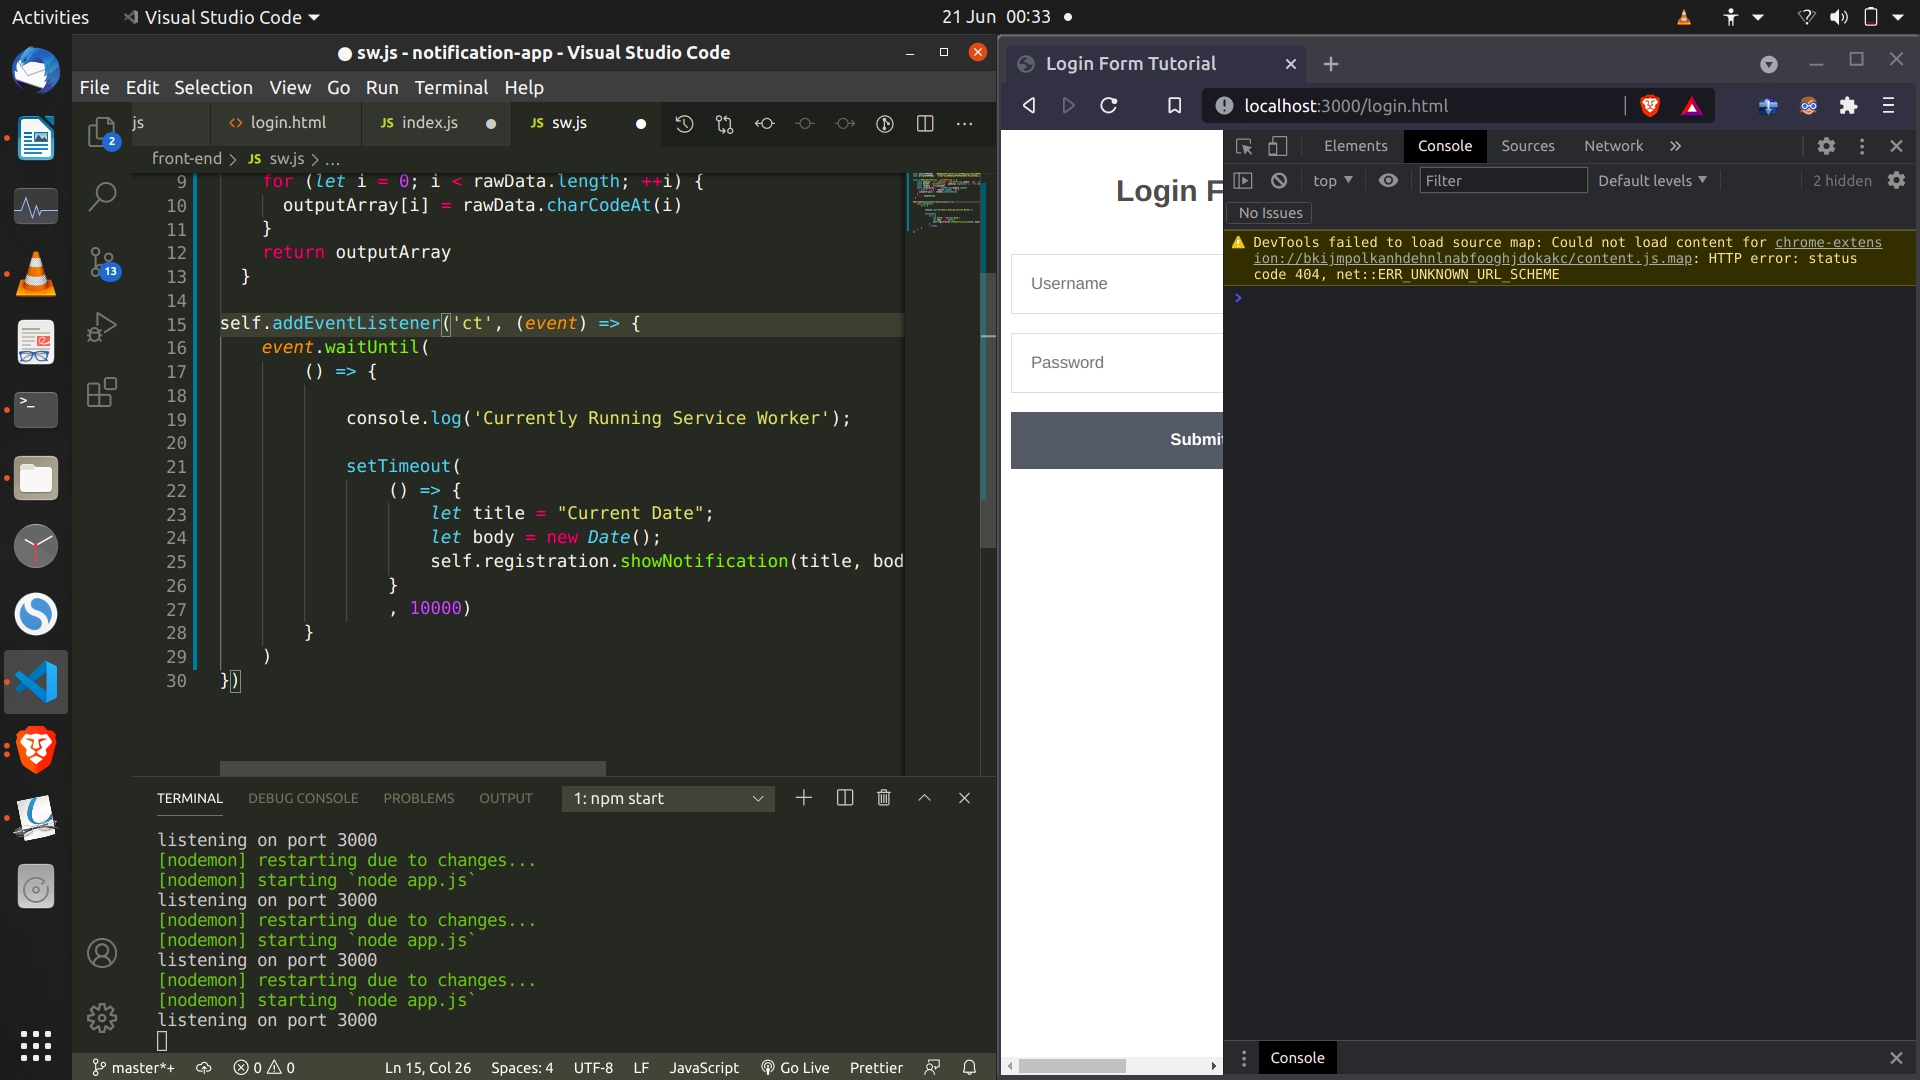 Activities
Visual Studio Code
21 Jun 00:33
sw.js - notification-app - Visual Studio Code
File Edit Selection View Go Run Terminal Help
js
<> login.html
JS index.js
JS sw.js
front-end > JS sw.js > ...
9 for (let i = 0; i < rawData.length; ++i) {
10 outputArray[i] = rawData.charCodeAt(i)
11 }
12 return outputArray
13 }
14
15 self.addEventListener('ct', (event) => {
16 event.waitUntil(
17 () => {
18
19 console.log('Currently Running Service Worker');
20
21 setTimeout(
22 () => {
23 let title = "Current Date";
24 let body = new Date();
25 self.registration.showNotification(title, bod
26 }
27 , 10000)
28 }
29 )
30 })
2
13
TERMINAL DEBUG CONSOLE PROBLEMS OUTPUT 1: npm start
listening on port 3000
[nodemon] restarting due to changes...
[nodemon] starting `node app.js`
listening on port 3000
[nodemon] restarting due to changes...
[nodemon] starting `node app.js`
listening on port 3000
[nodemon] restarting due to changes...
[nodemon] starting `node app.js`
listening on port 3000
master*+ 0 0 Ln 15, Col 26 Spaces: 4 UTF-8 LF JavaScript Go Live Prettier
Login Form Tutorial
localhost:3000/login.html
Login F
Username
Password
Submit
Elements Console Sources Network
top Filter Default levels 2 hidden
No Issues
DevTools failed to load source map: Could not load content for chrome-extens
ion://bkijmpolkanhdehnlnabfooghjdokakc/content.js.map: HTTP error: status
code 404, net::ERR_UNKNOWN_URL_SCHEME
>
Console